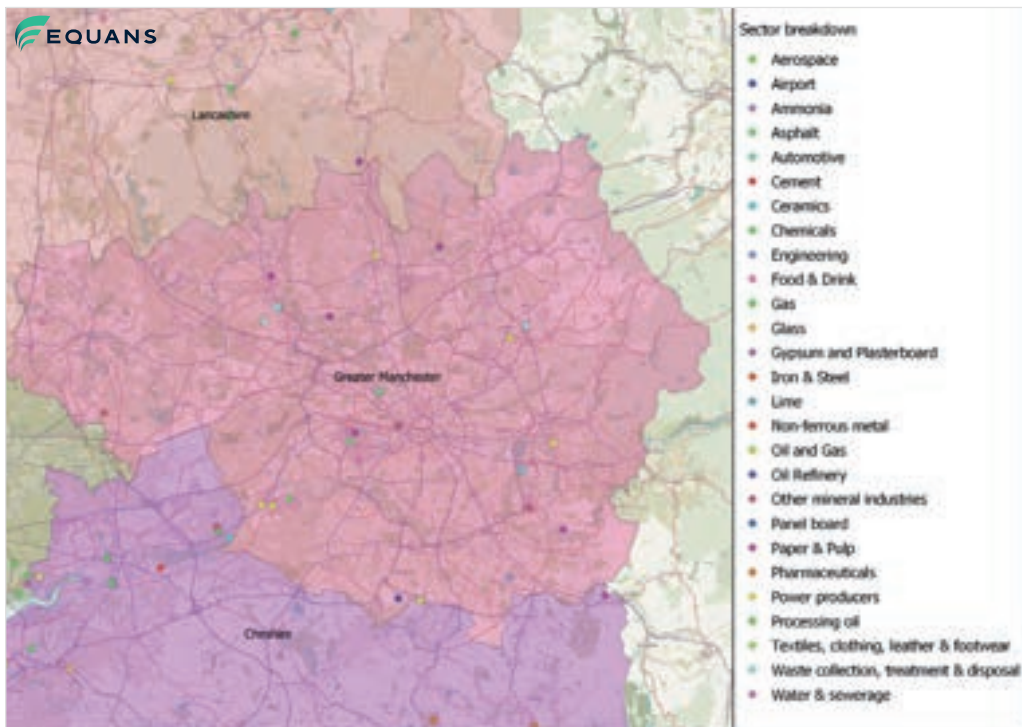 EQUANS
Lancashire
Greater Manchester
Cheshire
Sector breakdown
Aerospace
Airport
Ammonia
Asphalt
Automotive
Cement
Ceramics
Chemicals
Engineering
Food & Drink
Gas
Glass
Gypsum and Plasterboard
Iron & Steel
Lime
Non-ferrous metal
Oil and Gas
Oil Refinery
Other mineral industries
Panel board
Paper & Pulp
Pharmaceuticals
Power producers
Processing oil
Textiles, clothing, leather & footwear
Waste collection, treatment & disposal
Water & sewerage